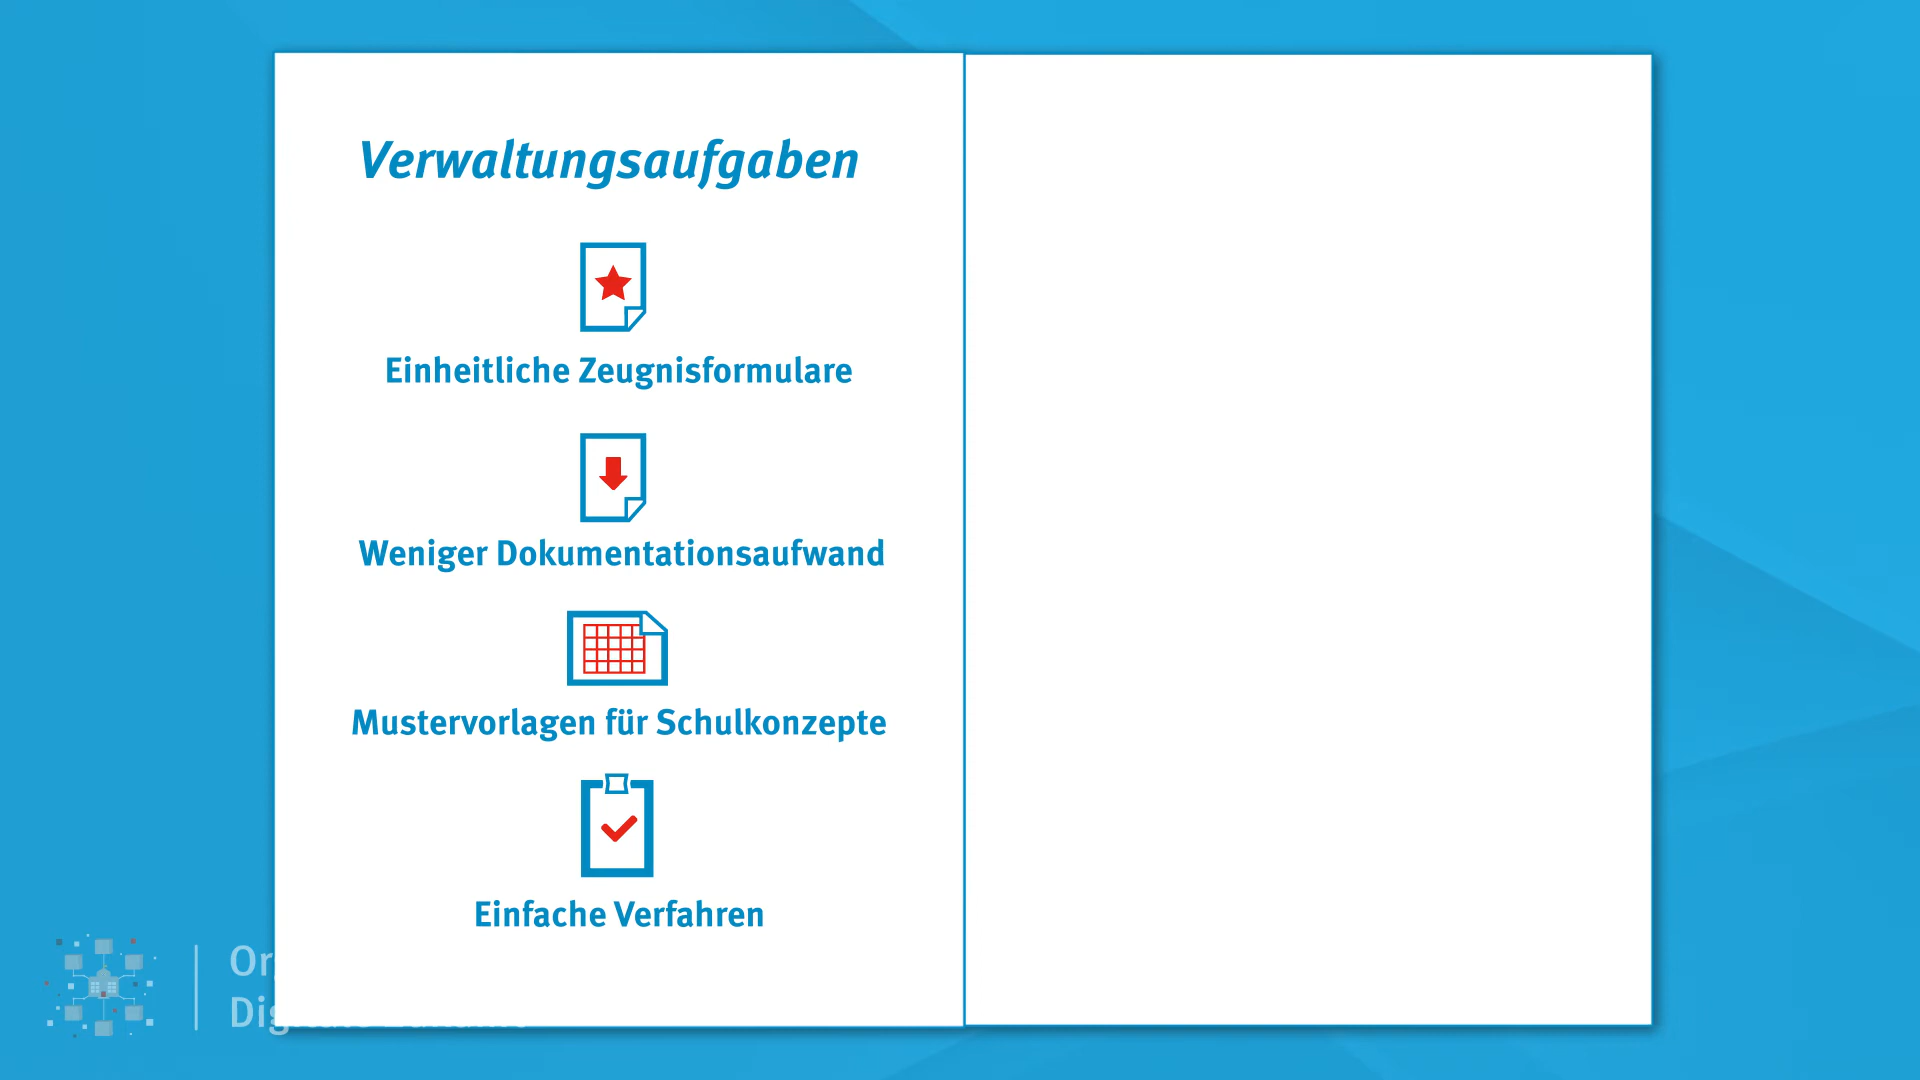 Verwaltungsaufgaben
Einheitliche Zeugnisformulare
Weniger Dokumentationsaufwand
Mustervorlagen für Schulkonzepte
Einfache Verfahren